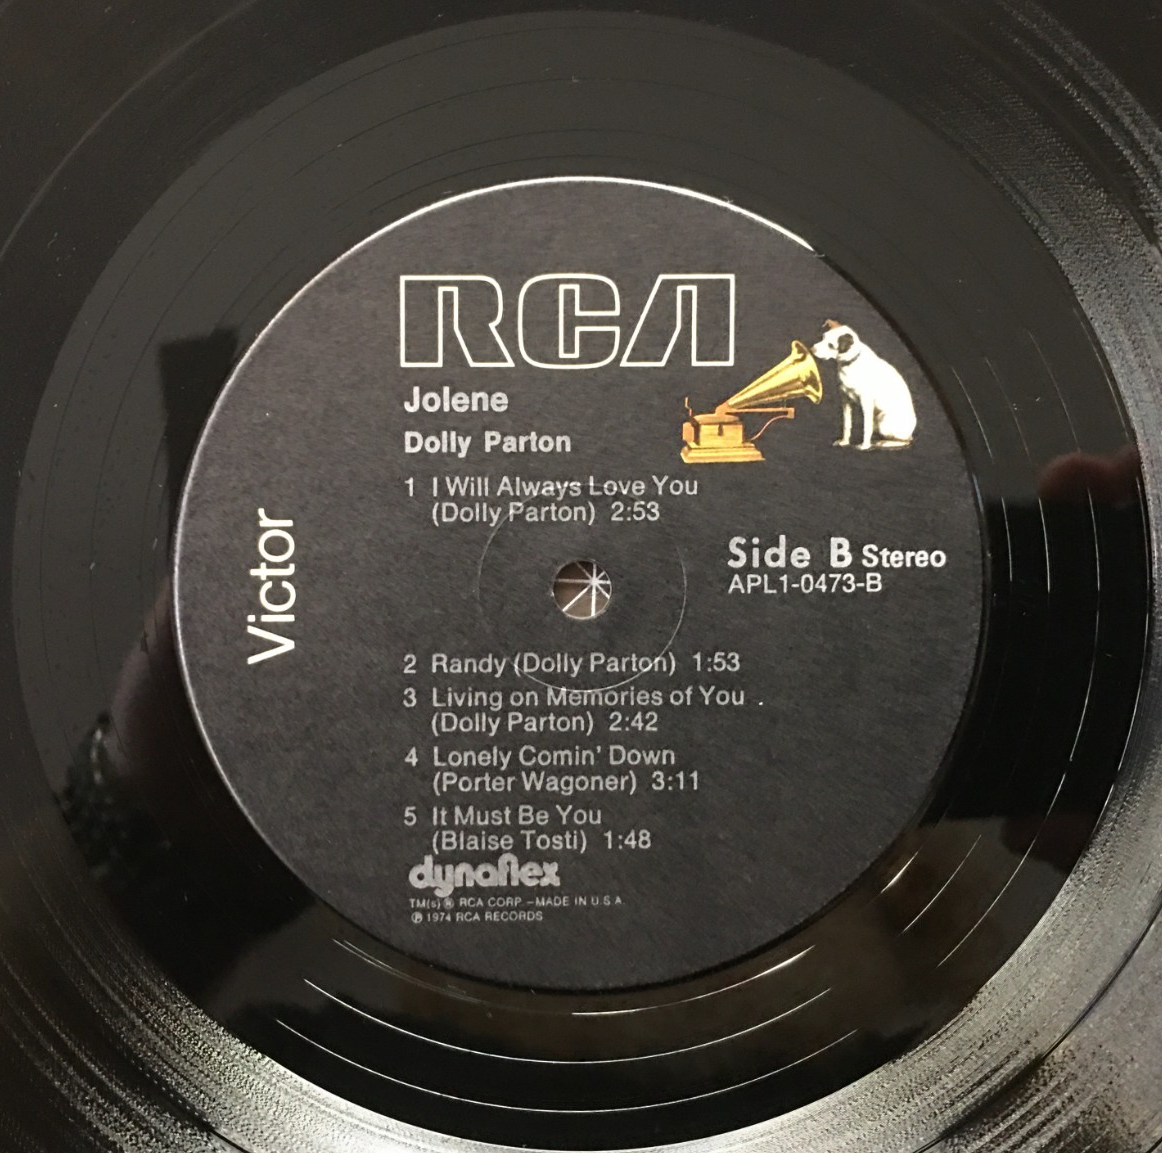 RCA
Jolene
Dolly Parton
1 I Will Always Love You
(Dolly Parton) 2:53
Victor
Side B Stereo
APL1-0473-B
2 Randy (Dolly Parton) 1:53
3 Living on Memories of You .
(Dolly Parton) 2:42
4 Lonely Comin' Down
(Porter Wagoner) 3:11
5 It Must Be You
(Blaise Tosti) 1:48
dynaflex
TM(s) ® RCA CORP.–MADE IN U.S.A
℗ 1974 RCA RECORDS